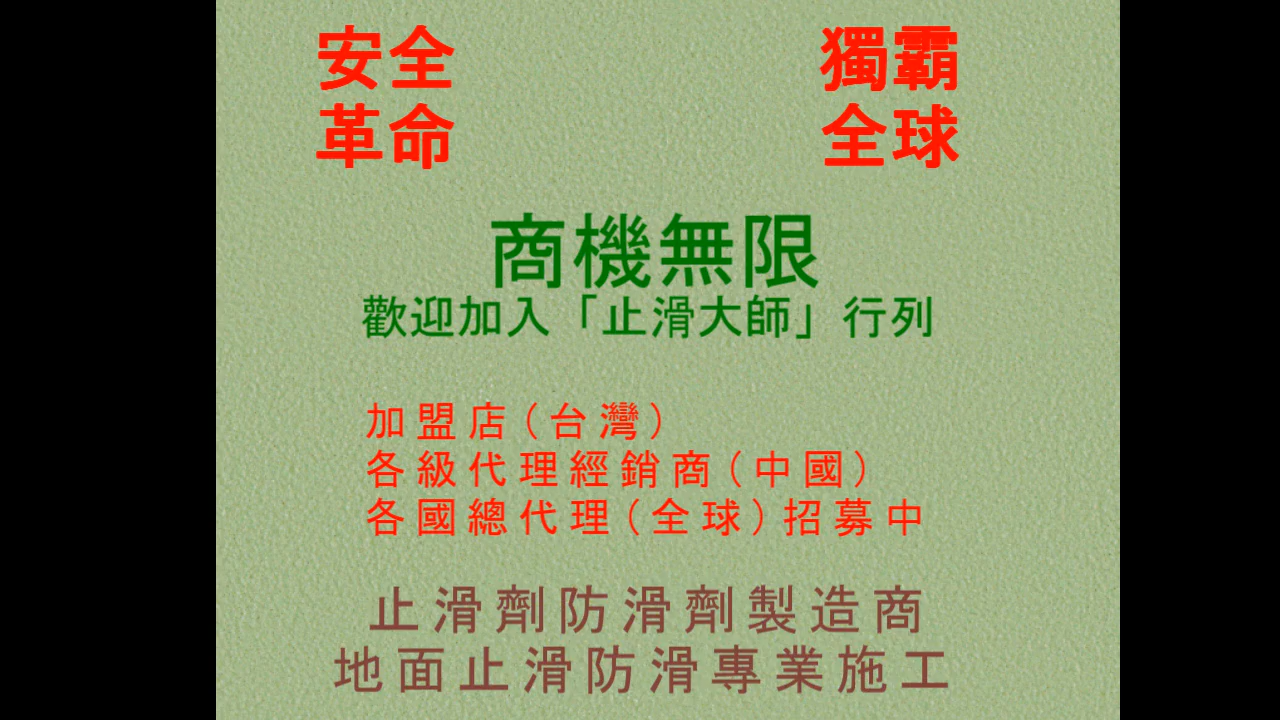 安全
革命
獨霸
全球
商機無限
歡迎加入「止滑大師」行列
加盟店(台灣)
各級代理經銷商(中國)
各國總代理(全球)招募中
止滑劑防滑劑製造商
地面止滑防滑專業施工